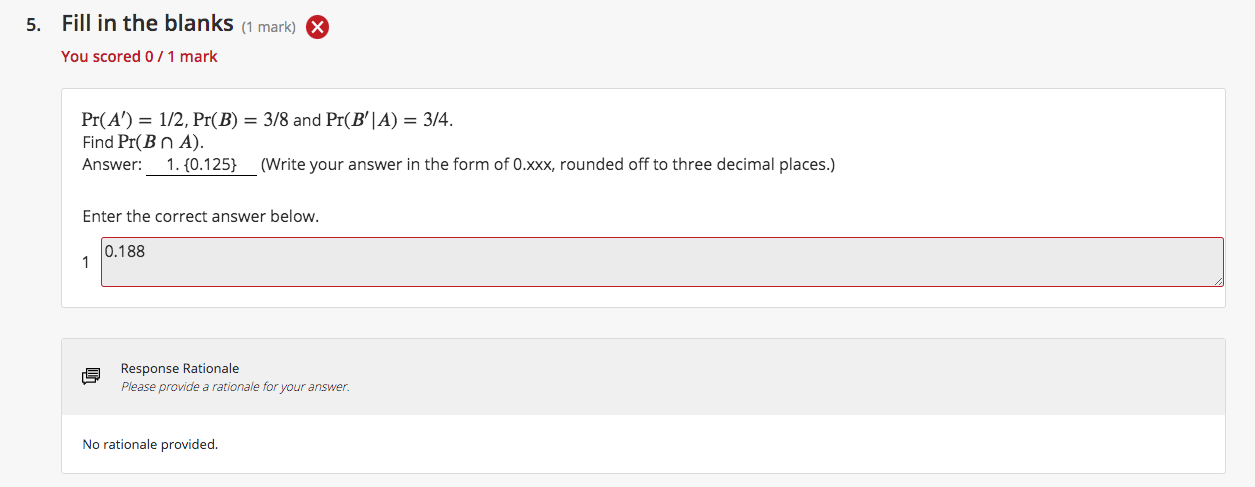 5. Fill in the blanks (1 mark)
You scored 0 / 1 mark
Pr(A′) = 1/2, Pr(B) = 3/8 and Pr(B′|A) = 3/4.
Find Pr(B ∩ A).
Answer: 1. {0.125} (Write your answer in the form of 0.xxx, rounded off to three decimal places.)
Enter the correct answer below.
0.188
1
Response Rationale
Please provide a rationale for your answer.
No rationale provided.